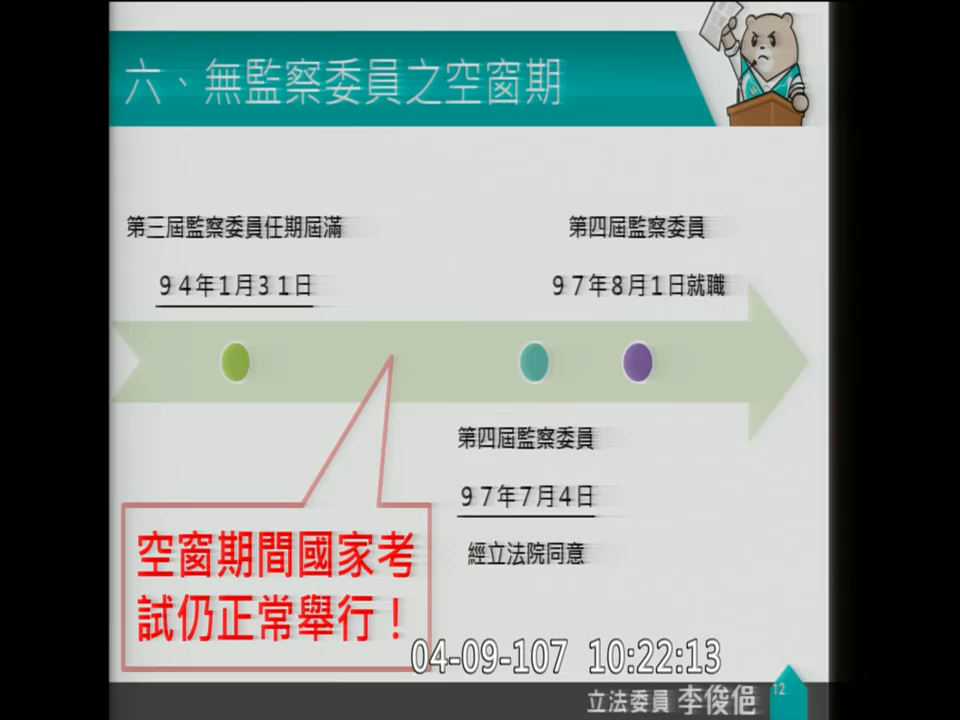 六、無監察委員之空窗期
第三屆監察委員任期屆滿
94年1月31日
第四屆監察委員
97年8月1日就職
第四屆監察委員
97年7月4日
經立法院同意
空窗期間國家考
試仍正常舉行！
04-09-107 10:22:13
12
立法委員 李俊俋